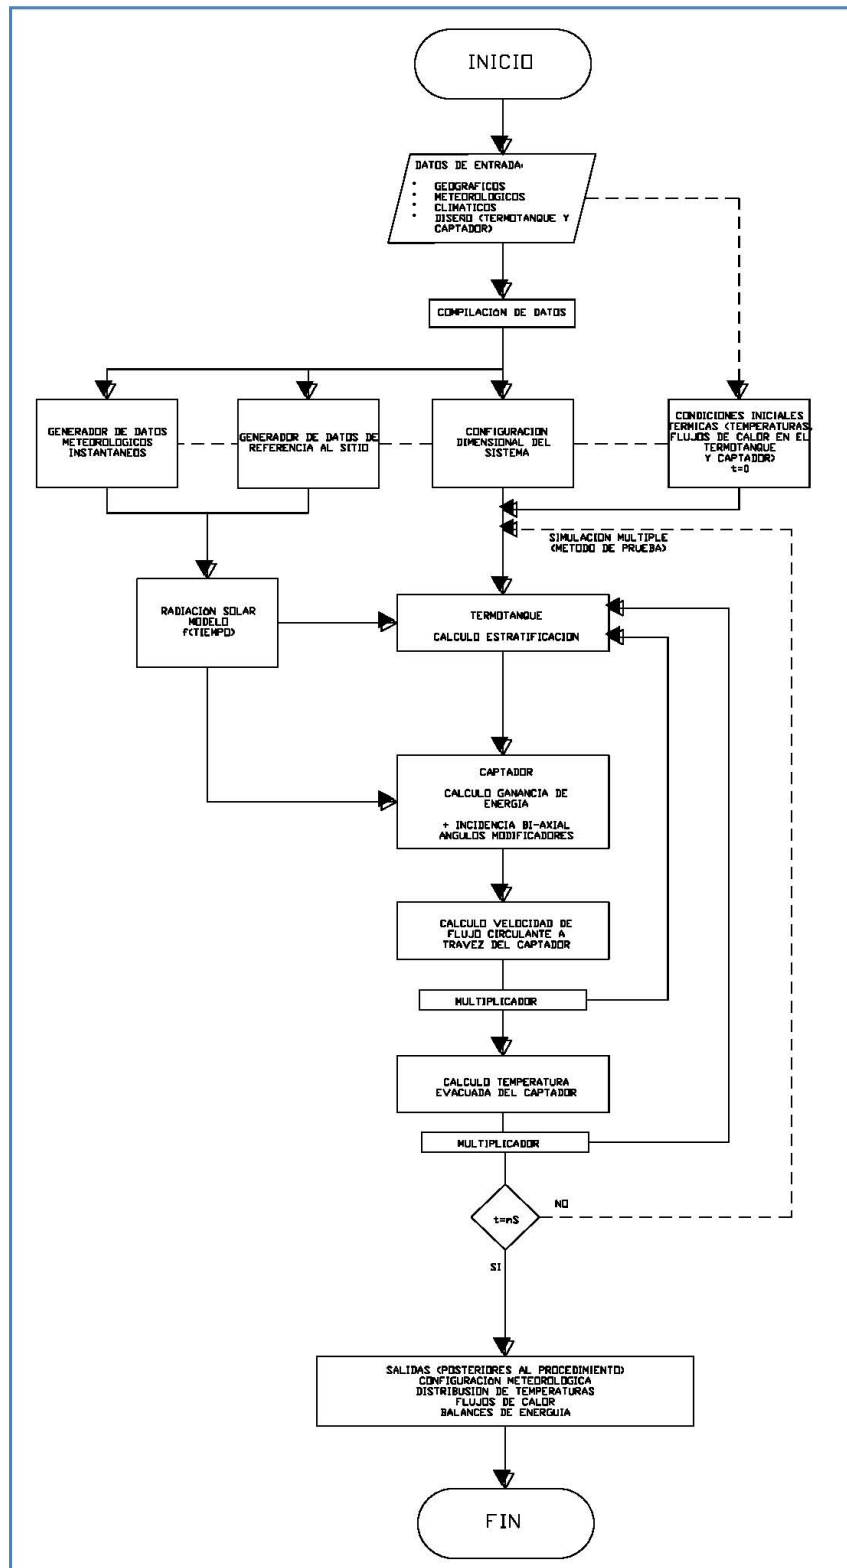 INICIO
DATOS DE ENTRADA:
• GEOGRAFICOS
• METEOROLOGICOS
• CLIMATICOS
• DISEÑO (TERMOTANQUE Y
CAPTADOR)
COMPILACION DE DATOS
GENERADOR DE DATOS
METEOROLOGICOS
INSTANTANEOS
GENERADOR DE DATOS DE
REFERENCIA AL SITIO
CONFIGURACION
DIMENSIONAL DEL
SISTEMA
CONDICIONES INICIALES
TERMICAS (TEMPERATURAS,
FLUJOS DE CALOR EN EL
TERMOTANQUE
Y CAPTADOR)
t=0
SIMULACION MULTIPLE
(METODO DE PRUEBA)
RADIACION SOLAR
MODELO
f(TIEMPO)
TERMOTANQUE
CALCULO ESTRATIFICACION
CAPTADOR
CALCULO GANANCIA DE
ENERGIA
+ INCIDENCIA BI-AXIAL
ANGULOS MODIFICADORES
CALCULO VELOCIDAD DE
FLUJO CIRCULANTE A
TRAVEZ DEL CAPTADOR
MULTIPLICADOR
CALCULO TEMPERATURA
EVACUADA DEL CAPTADOR
MULTIPLICADOR
NO
t=nS
SI
SALIDAS (POSTERIORES AL PROCEDIMIENTO)
CONFIGURACION METEOROLOGICA
DISTRIBUSION DE TEMPERATURAS
FLUJOS DE CALOR
BALANCES DE ENERGUIA
FIN